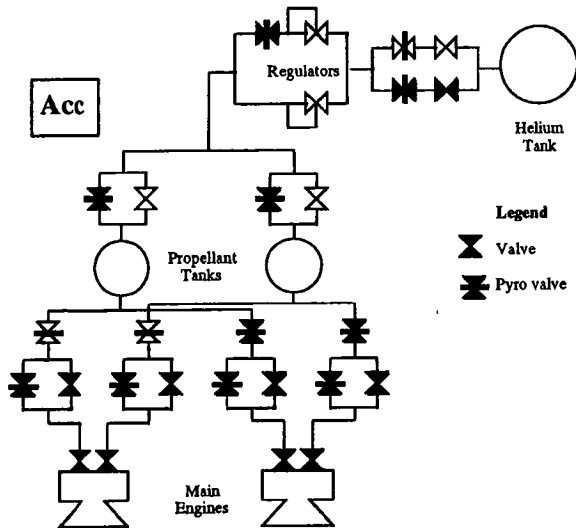 Regulators
Acc
Helium
Tank
Legend
Valve
Pyro valve
Propellant
Tanks
Main
Engines